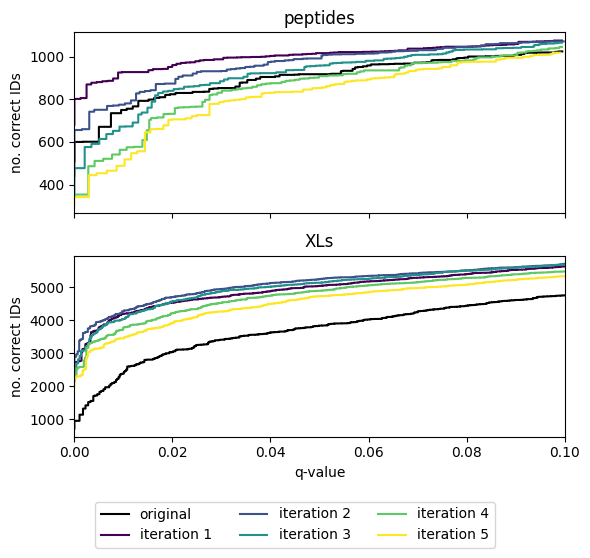 peptides
no. correct IDs
1000
800
600
400
XLs
no. correct IDs
5000
4000
3000
2000
1000
0.00 0.02 0.04 0.06 0.08 0.10
q-value
original iteration 2 iteration 4
iteration 1 iteration 3 iteration 5